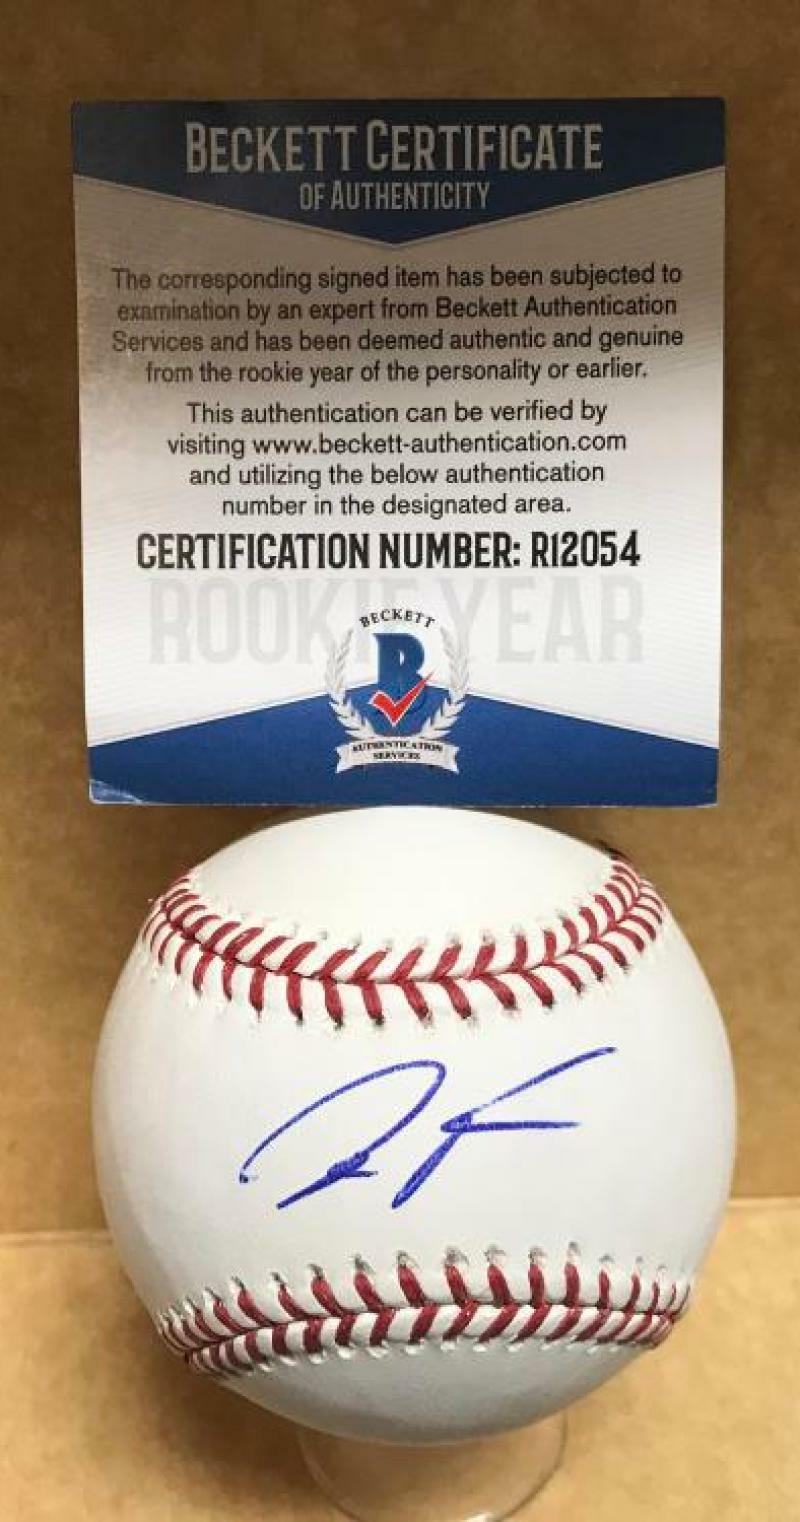 BECKETT CERTIFICATE
OF AUTHENTICITY
The corresponding signed item has been subjected to
examination by an expert from Beckett Authentication
Services and has been deemed authentic and genuine
from the rookie year of the personality or earlier.
This authentication can be verified by
visiting www.beckett-authentication.com
and utilizing the below authentication
number in the designated area.
CERTIFICATION NUMBER: R12054
ROOKIE YEAR
BECKETT
B
AUTHENTICATION
SERVICES